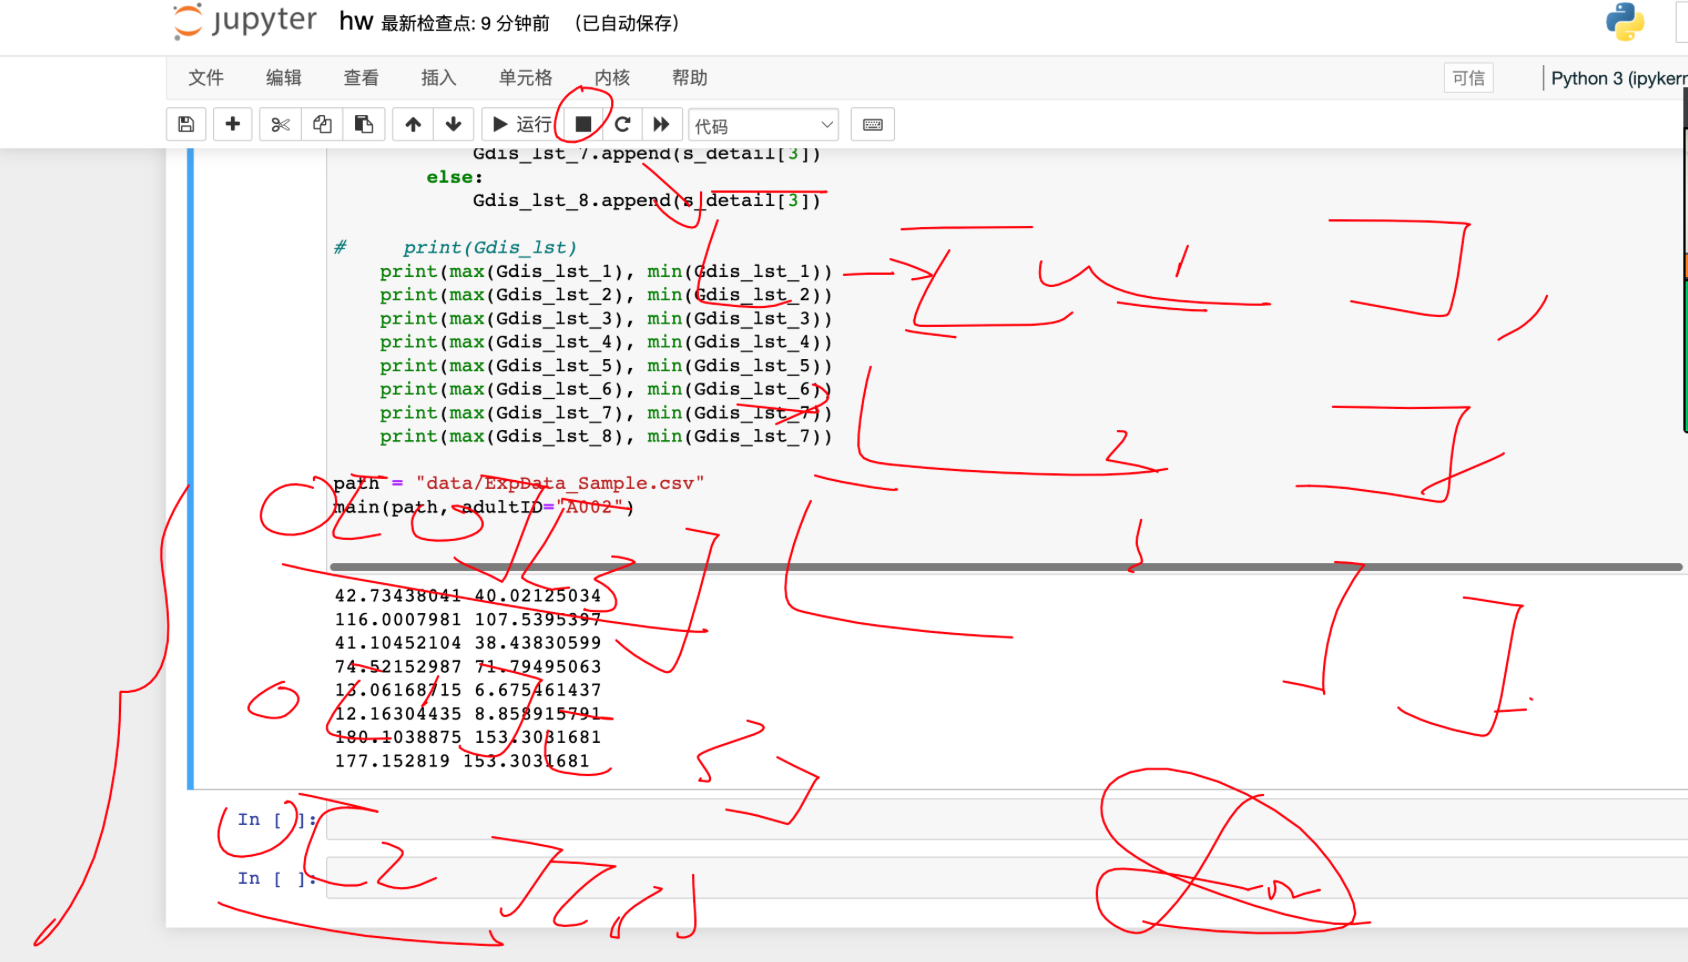 jupyter hw 最新检查点: 9 分钟前 (已自动保存)
文件 编辑 查看 插入 单元格 内核 帮助 可信 Python 3 (ipykern
运行 代码
Gdis_lst_7.append(s_detail[3])
else:
Gdis_lst_8.append(s_detail[3])
# print(Gdis_lst)
print(max(Gdis_lst_1), min(Gdis_lst_1))
print(max(Gdis_lst_2), min(Gdis_lst_2))
print(max(Gdis_lst_3), min(Gdis_lst_3))
print(max(Gdis_lst_4), min(Gdis_lst_4))
print(max(Gdis_lst_5), min(Gdis_lst_5))
print(max(Gdis_lst_6), min(Gdis_lst_6))
print(max(Gdis_lst_7), min(Gdis_lst_7))
print(max(Gdis_lst_8), min(Gdis_lst_7))
path = "data/ExpData_Sample.csv"
main(path, adultID="A002")
42.73438041 40.02125034
116.0007981 107.5395397
41.10452104 38.43830599
74.52152987 71.79495063
13.06168715 6.675461437
12.16304435 8.858915791
180.1038875 153.3031681
177.152819 153.3031681
In [ ]:
In [ ]: